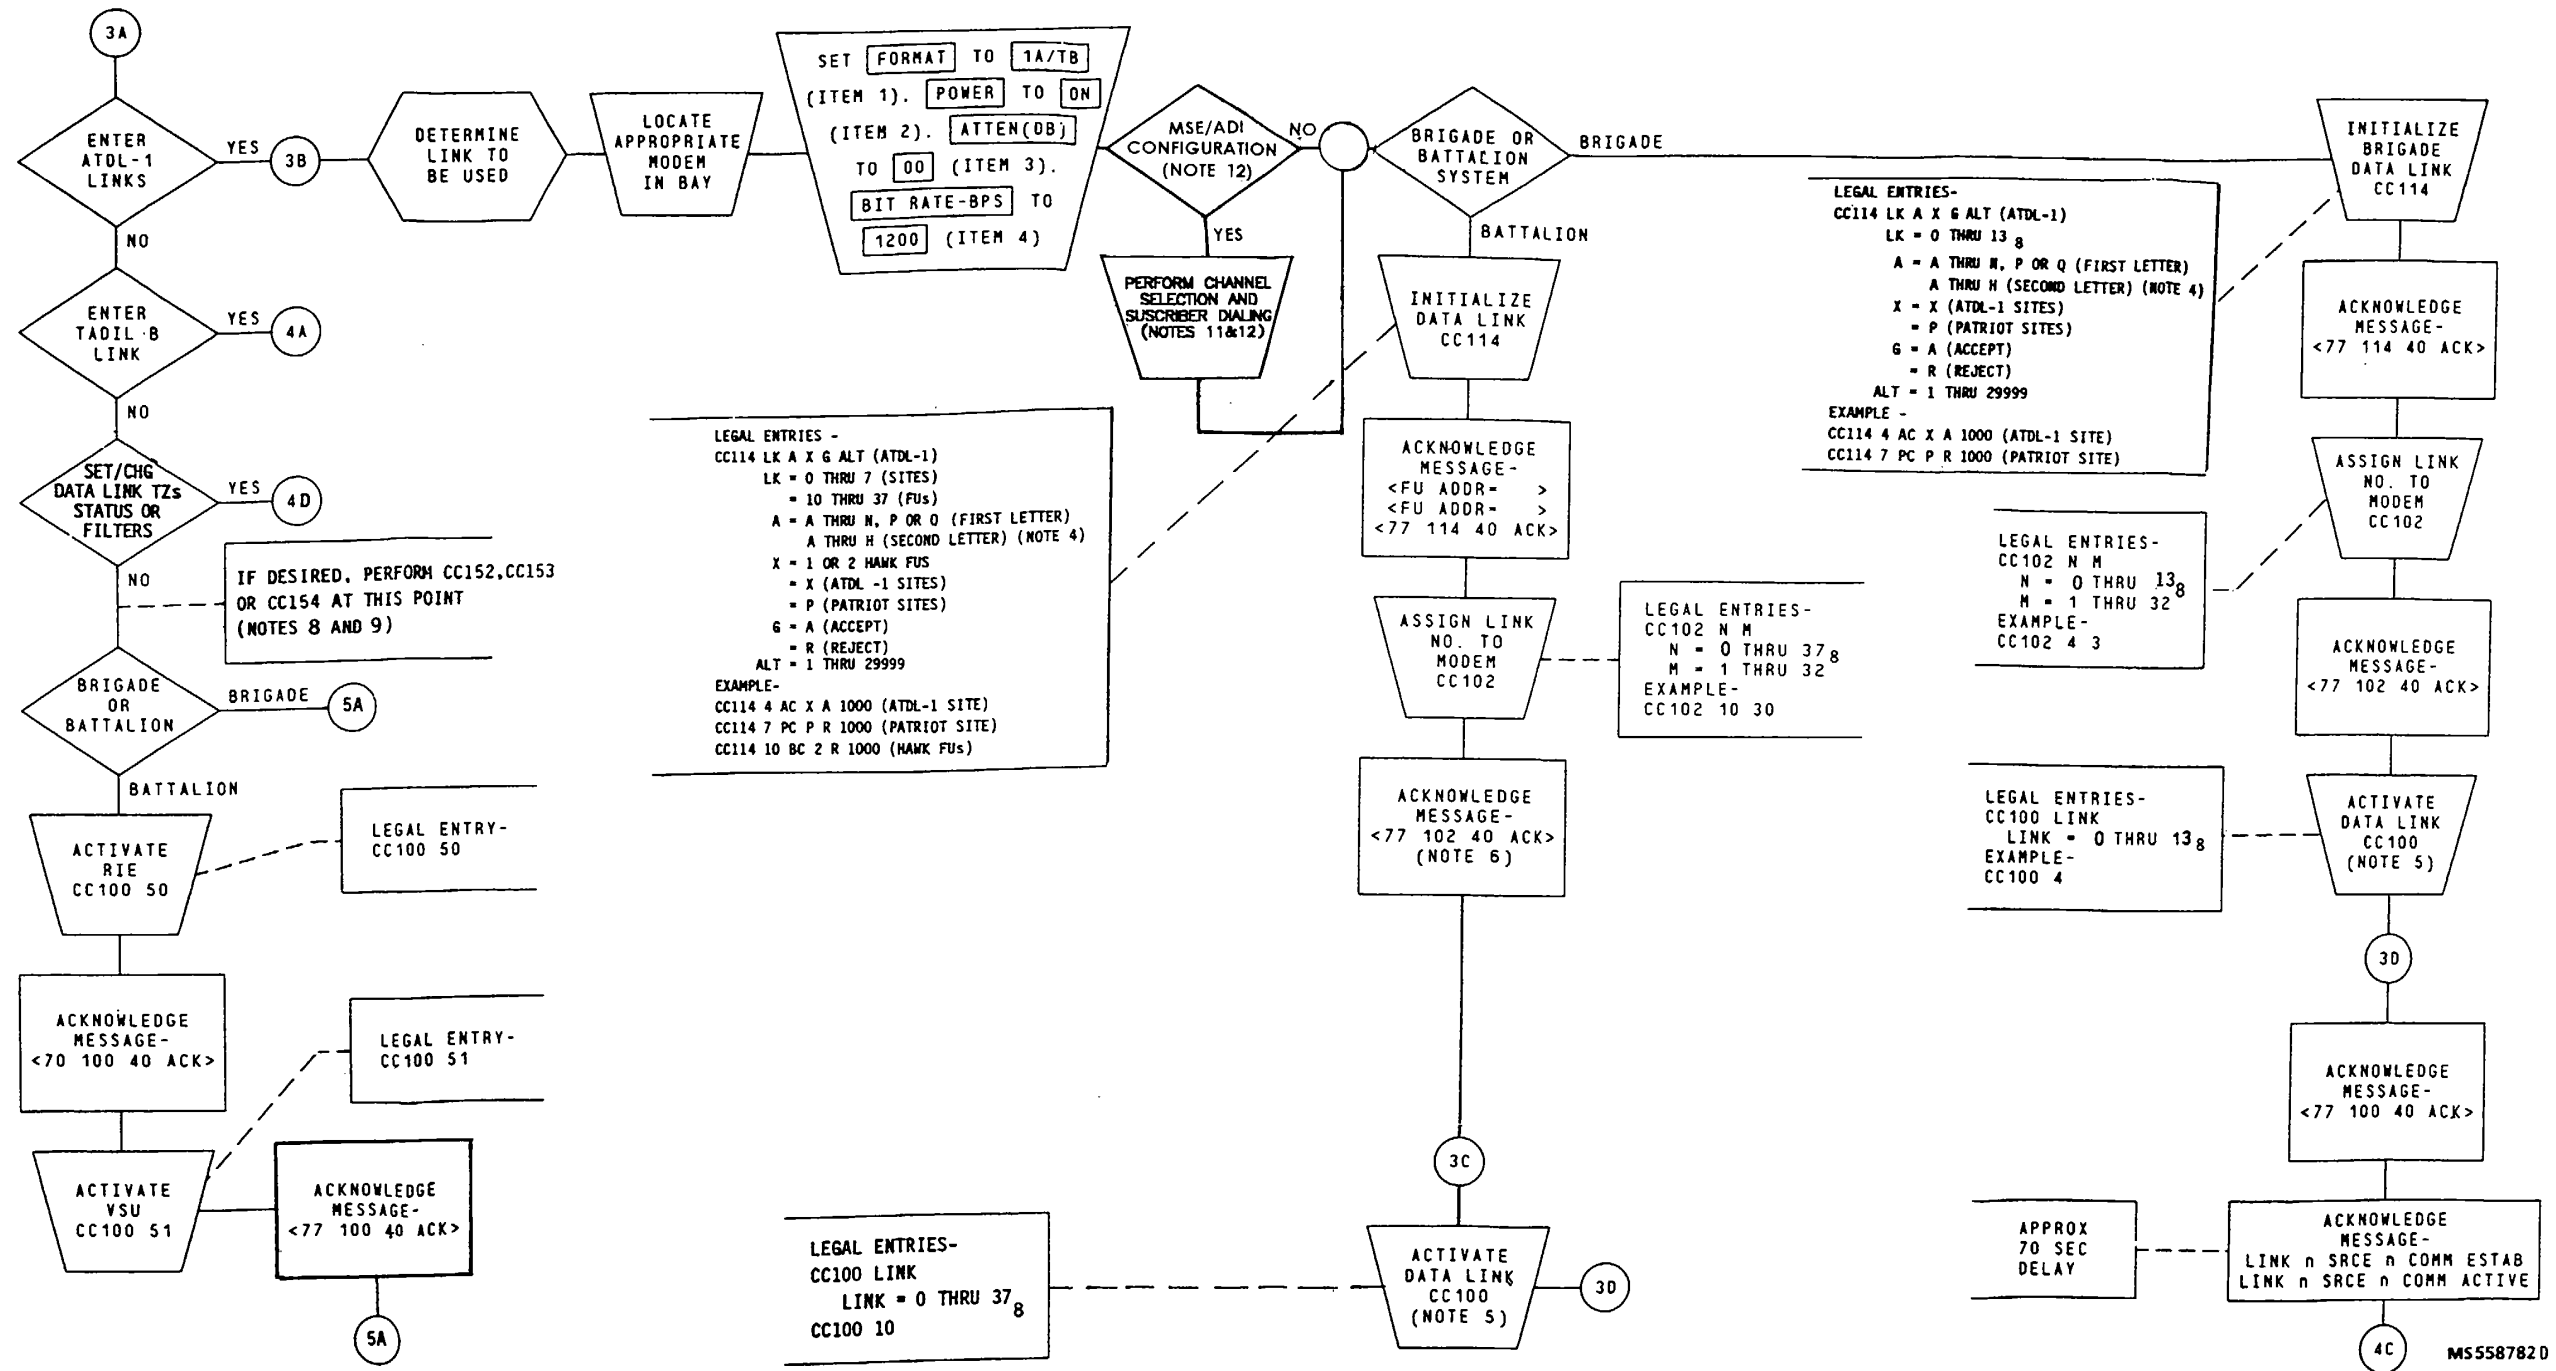 3A
ENTER
ATDL-1
LINKS
YES
3B
NO
ENTER
TADIL B
LINK
YES
4A
NO
SET/CHG
DATA LINK TZs
STATUS OR
FILTERS
YES
4D
NO
IF DESIRED. PERFORM CC152,CC153
OR CC154 AT THIS POINT
(NOTES 8 AND 9)
BRIGADE
OR
BATTALION
BRIGADE
5A
BATTALION
ACTIVATE
RIE
CC100 50
LEGAL ENTRY-
CC100 50
ACKNOWLEDGE
MESSAGE-
<70 100 40 ACK>
LEGAL ENTRY-
CC100 51
ACTIVATE
VSU
CC100 51
ACKNOWLEDGE
MESSAGE-
<77 100 40 ACK>
5A
DETERMINE
LINK TO
BE USED
LOCATE
APPROPRIATE
MODEM
IN BAY
SET FORMAT TO 1A/TB
(ITEM 1). POWER TO ON
(ITEM 2). ATTEN(DB)
TO 00 (ITEM 3).
BIT RATE-BPS TO
1200 (ITEM 4)
MSE/ADI
CONFIGURATION
(NOTE 12)
NO
YES
PERFORM CHANNEL
SELECTION AND
SUSCRIBER DIALING
(NOTES 11&12)
BRIGADE OR
BATTALION
SYSTEM
BRIGADE
BATTALION
INITIALIZE
DATA LINK
CC114
LEGAL ENTRIES -
CC114 LK A X G ALT (ATDL-1)
LK = 0 THRU 7 (SITES)
= 10 THRU 37 (FUs)
A = A THRU N, P OR Q (FIRST LETTER)
A THRU H (SECOND LETTER) (NOTE 4)
X = 1 OR 2 HAWK FUS
= X (ATDL -1 SITES)
= P (PATRIOT SITES)
G = A (ACCEPT)
= R (REJECT)
ALT = 1 THRU 29999
EXAMPLE-
CC114 4 AC X A 1000 (ATDL-1 SITE)
CC114 7 PC P R 1000 (PATRIOT SITE)
CC114 10 BC 2 R 1000 (HAWK FUs)
ACKNOWLEDGE
MESSAGE-
<FU ADDR= >
<FU ADDR= >
<77 114 40 ACK>
ASSIGN LINK
NO. TO
MODEM
CC102
LEGAL ENTRIES-
CC102 N M
N = 0 THRU 37 8
M = 1 THRU 32
EXAMPLE-
CC102 10 30
ACKNOWLEDGE
MESSAGE-
<77 102 40 ACK>
(NOTE 6)
3C
LEGAL ENTRIES-
CC100 LINK
LINK = 0 THRU 37 8
CC100 10
ACTIVATE
DATA LINK
CC100
(NOTE 5)
3D
INITIALIZE
BRIGADE
DATA LINK
CC114
LEGAL ENTRIES-
CC114 LK A X G ALT (ATDL-1)
LK = 0 THRU 13 8
A = A THRU N, P OR Q (FIRST LETTER)
A THRU H (SECOND LETTER) (NOTE 4)
X = X (ATDL-1 SITES)
= P (PATRIOT SITES)
G = A (ACCEPT)
= R (REJECT)
ALT = 1 THRU 29999
EXAMPLE -
CC114 4 AC X A 1000 (ATDL-1 SITE)
CC114 7 PC P R 1000 (PATRIOT SITE)
ACKNOWLEDGE
MESSAGE-
<77 114 40 ACK>
ASSIGN LINK
NO. TO
MODEM
CC102
LEGAL ENTRIES-
CC102 N M
N = 0 THRU 13 8
M = 1 THRU 32
EXAMPLE-
CC102 4 3
ACKNOWLEDGE
MESSAGE-
<77 102 40 ACK>
ACTIVATE
DATA LINK
CC100
(NOTE 5)
LEGAL ENTRIES-
CC100 LINK
LINK = 0 THRU 13 8
EXAMPLE-
CC100 4
3D
ACKNOWLEDGE
MESSAGE-
<77 100 40 ACK>
APPROX
70 SEC
DELAY
ACKNOWLEDGE
MESSAGE-
LINK n SRCE n COMM ESTAB
LINK n SRCE n COMM ACTIVE
4C
MS558782D